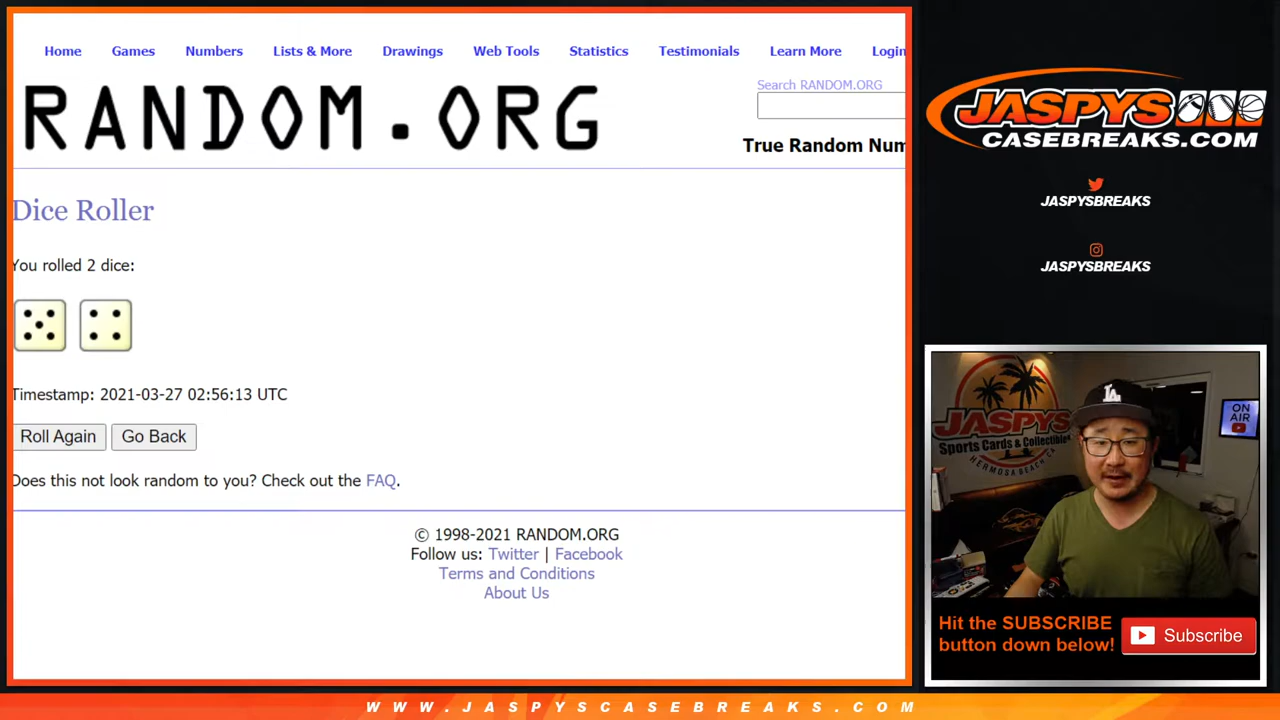 Home Games Numbers Lists & More Drawings Web Tools Statistics Testimonials Learn More Login
Search RANDOM.ORG
RANDOM.ORG
True Random Num
Dice Roller
You rolled 2 dice:
Timestamp: 2021-03-27 02:56:13 UTC
Roll Again Go Back
Does this not look random to you? Check out the FAQ.
© 1998-2021 RANDOM.ORG
Follow us: Twitter | Facebook
Terms and Conditions
About Us
JASPYS
CASEBREAKS.COM
JASPYSBREAKS
JASPYSBREAKS
JASPYS
Sports Cards & Collectibles
HERMOSA BEACH CA
LA
ON
AIR
Hit the SUBSCRIBE
button down below!
Subscribe
WWW.JASPYSCASEBREAKS.COM